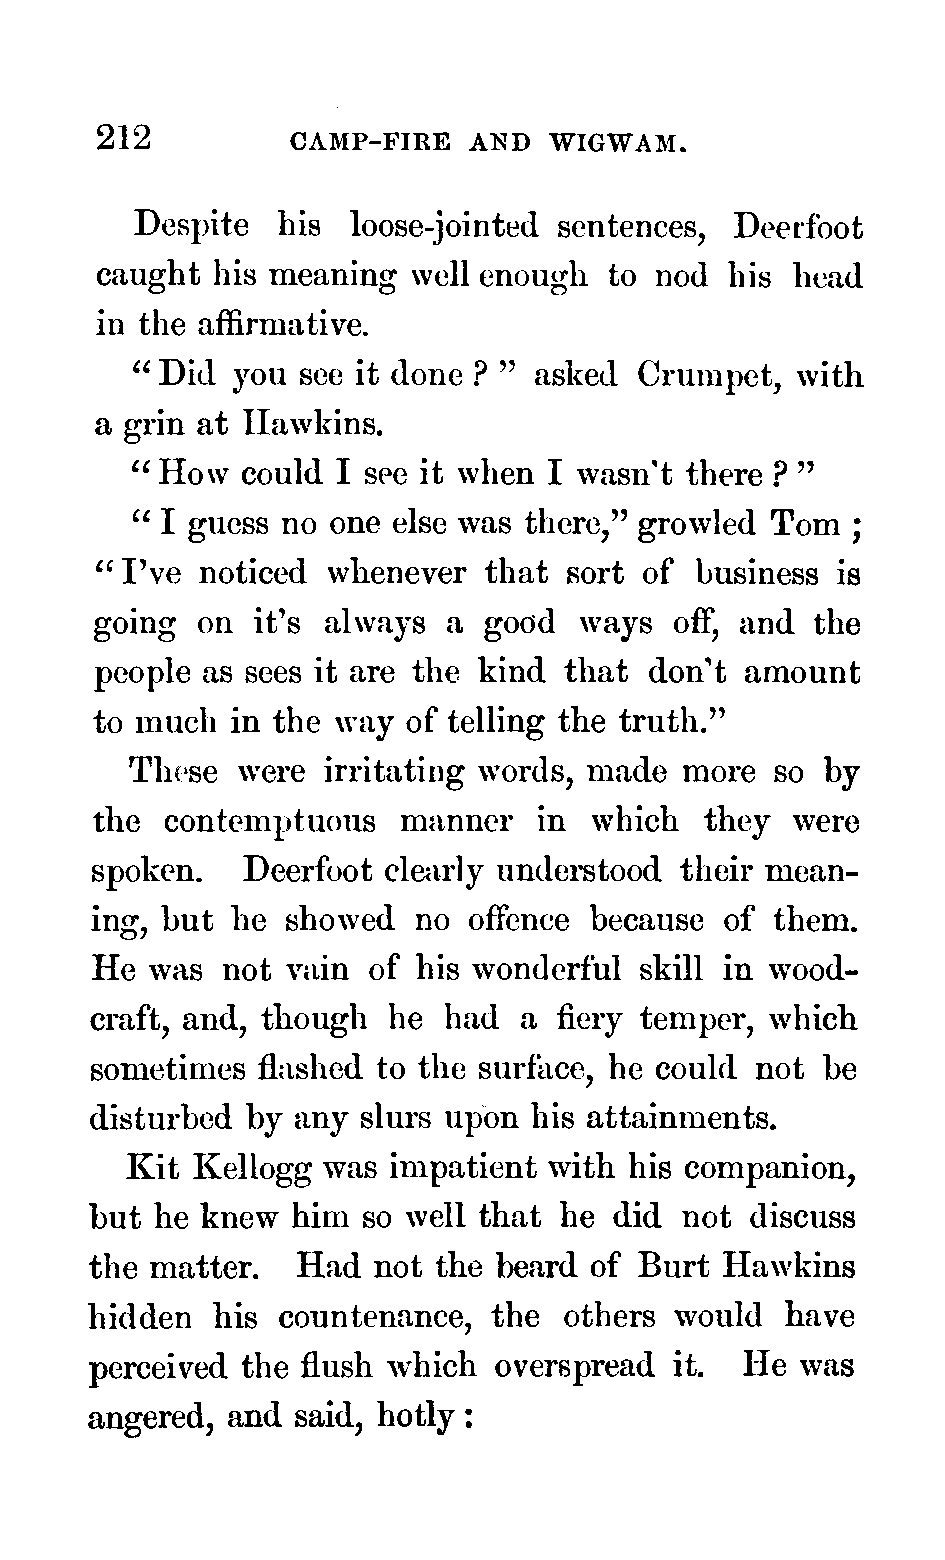 212 CAMP-FIRE AND WIGWAM.
Despite his loose-jointed sentences, Deerfoot
caught his meaning well enough to nod his head
in the affirmative.
“Did you see it done?” asked Crumpet, with
a grin at Hawkins.
“How could I see it when I wasn't there?”
“I guess no one else was there,” growled Tom;
“I've noticed whenever that sort of business is
going on it's always a good ways off, and the
people as sees it are the kind that don't amount
to much in the way of telling the truth.”
These were irritating words, made more so by
the contemptuous manner in which they were
spoken. Deerfoot clearly understood their mean-
ing, but he showed no offence because of them.
He was not vain of his wonderful skill in wood-
craft, and, though he had a fiery temper, which
sometimes flashed to the surface, he could not be
disturbed by any slurs upon his attainments.
Kit Kellogg was impatient with his companion,
but he knew him so well that he did not discuss
the matter. Had not the beard of Burt Hawkins
hidden his countenance, the others would have
perceived the flush which overspread it. He was
angered, and said, hotly: